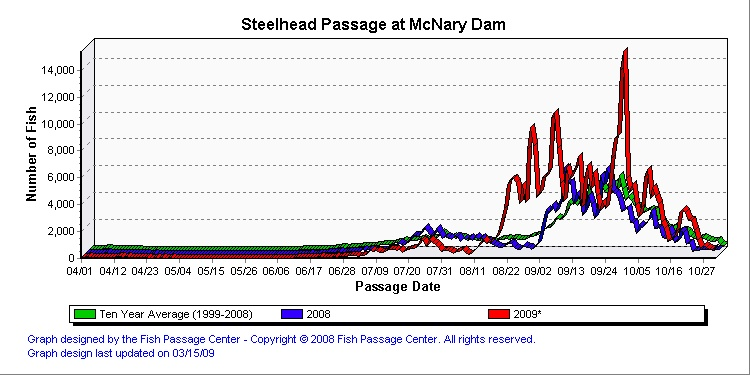 Steelhead Passage at McNary Dam
Number of Fish
14,000
12,000
10,000
8,000
6,000
4,000
2,000
0
04/01 04/12 04/23 05/04 05/15 05/26 06/06 06/17 06/28 07/09 07/20 07/31 08/11 08/22 09/02 09/13 09/24 10/05 10/16 10/27
Passage Date
Ten Year Average (1999-2008) 2008 2009*
Graph designed by the Fish Passage Center - Copyright © 2008 Fish Passage Center. All rights reserved.
Graph design last updated on 03/15/09